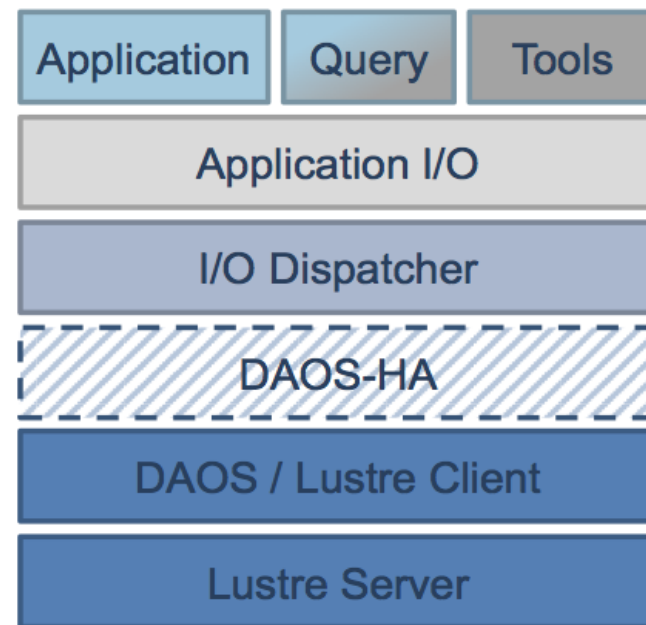 Application Query Tools
Application I/O
I/O Dispatcher
DAOS-HA
DAOS / Lustre Client
Lustre Server